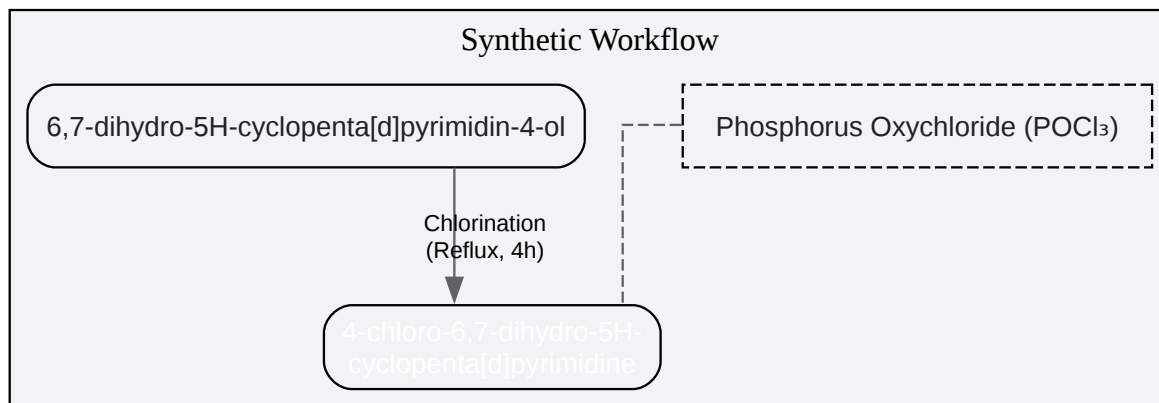 Synthetic Workflow
6,7-dihydro-5H-cyclopenta[d]pyrimidin-4-ol
Phosphorus Oxychloride (POCl₃)
Chlorination
(Reflux, 4h)
4-chloro-6,7-dihydro-5H-
cyclopenta[d]pyrimidine